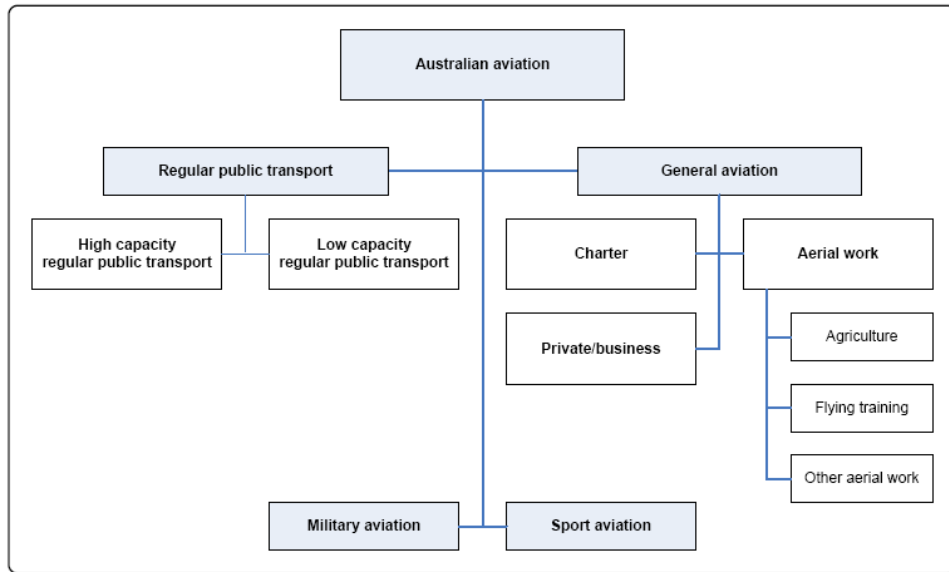 Australian aviation
Regular public transport
General aviation
High capacity
regular public transport
Low capacity
regular public transport
Charter
Aerial work
Private/business
Agriculture
Flying training
Other aerial work
Military aviation
Sport aviation